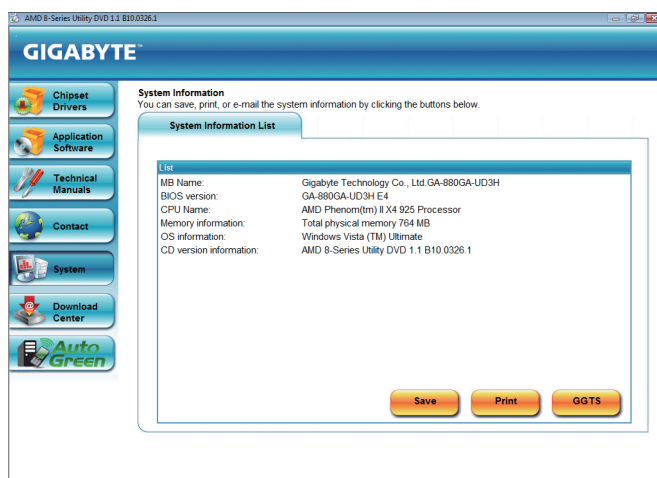 AMD 8-Series Utility DVD 1.1 B10.0326.1
GIGABYTE™
Chipset
Drivers
Application
Software
Technical
Manuals
Contact
System
Download
Center
Auto
Green
System Information
You can save, print, or e-mail the system information by clicking the buttons below.
System Information List
List
MB Name: Gigabyte Technology Co., Ltd.GA-880GA-UD3H
BIOS version: GA-880GA-UD3H E4
CPU Name: AMD Phenom(tm) II X4 925 Processor
Memory information: Total physical memory 764 MB
OS information: Windows Vista (TM) Ultimate
CD version information: AMD 8-Series Utility DVD 1.1 B10.0326.1
Save Print GGTS